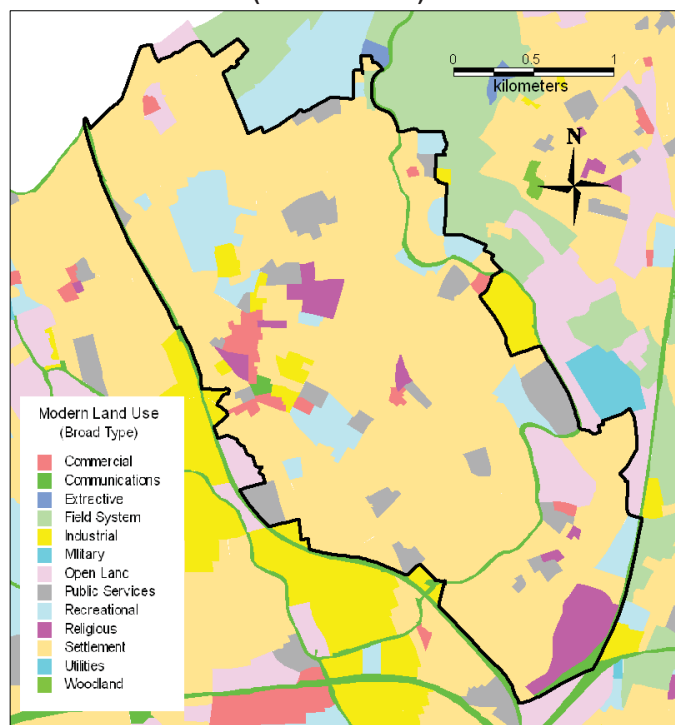 0 0.5 1
kilometers
N
Modern Land Use
(Broad Type)
Commercial
Communications
Extractive
Field System
Industrial
Military
Open Land
Public Services
Recreational
Religious
Settlement
Utilities
Woodland